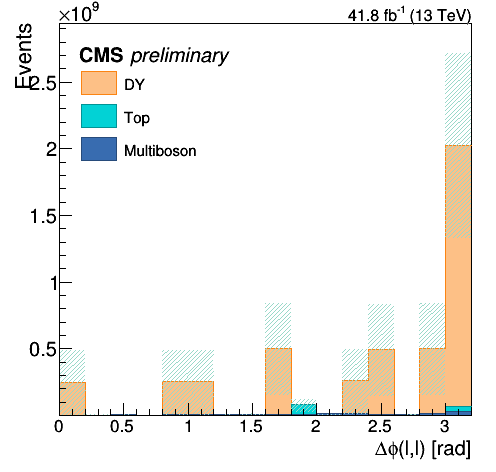 ×10⁹
41.8 fb⁻¹ (13 TeV)
Events
CMS preliminary
DY
Top
Multiboson
2.5
2
1.5
1
0.5
0
0.5
1
1.5
2
2.5
3
Δϕ(l,l) [rad]